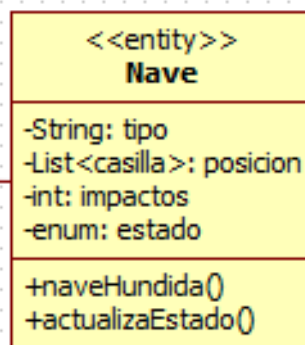 <<entity>>
Nave
-String: tipo
-List<casilla>: posicion
-int: impactos
-enum: estado
+naveHundida()
+actualizaEstado()